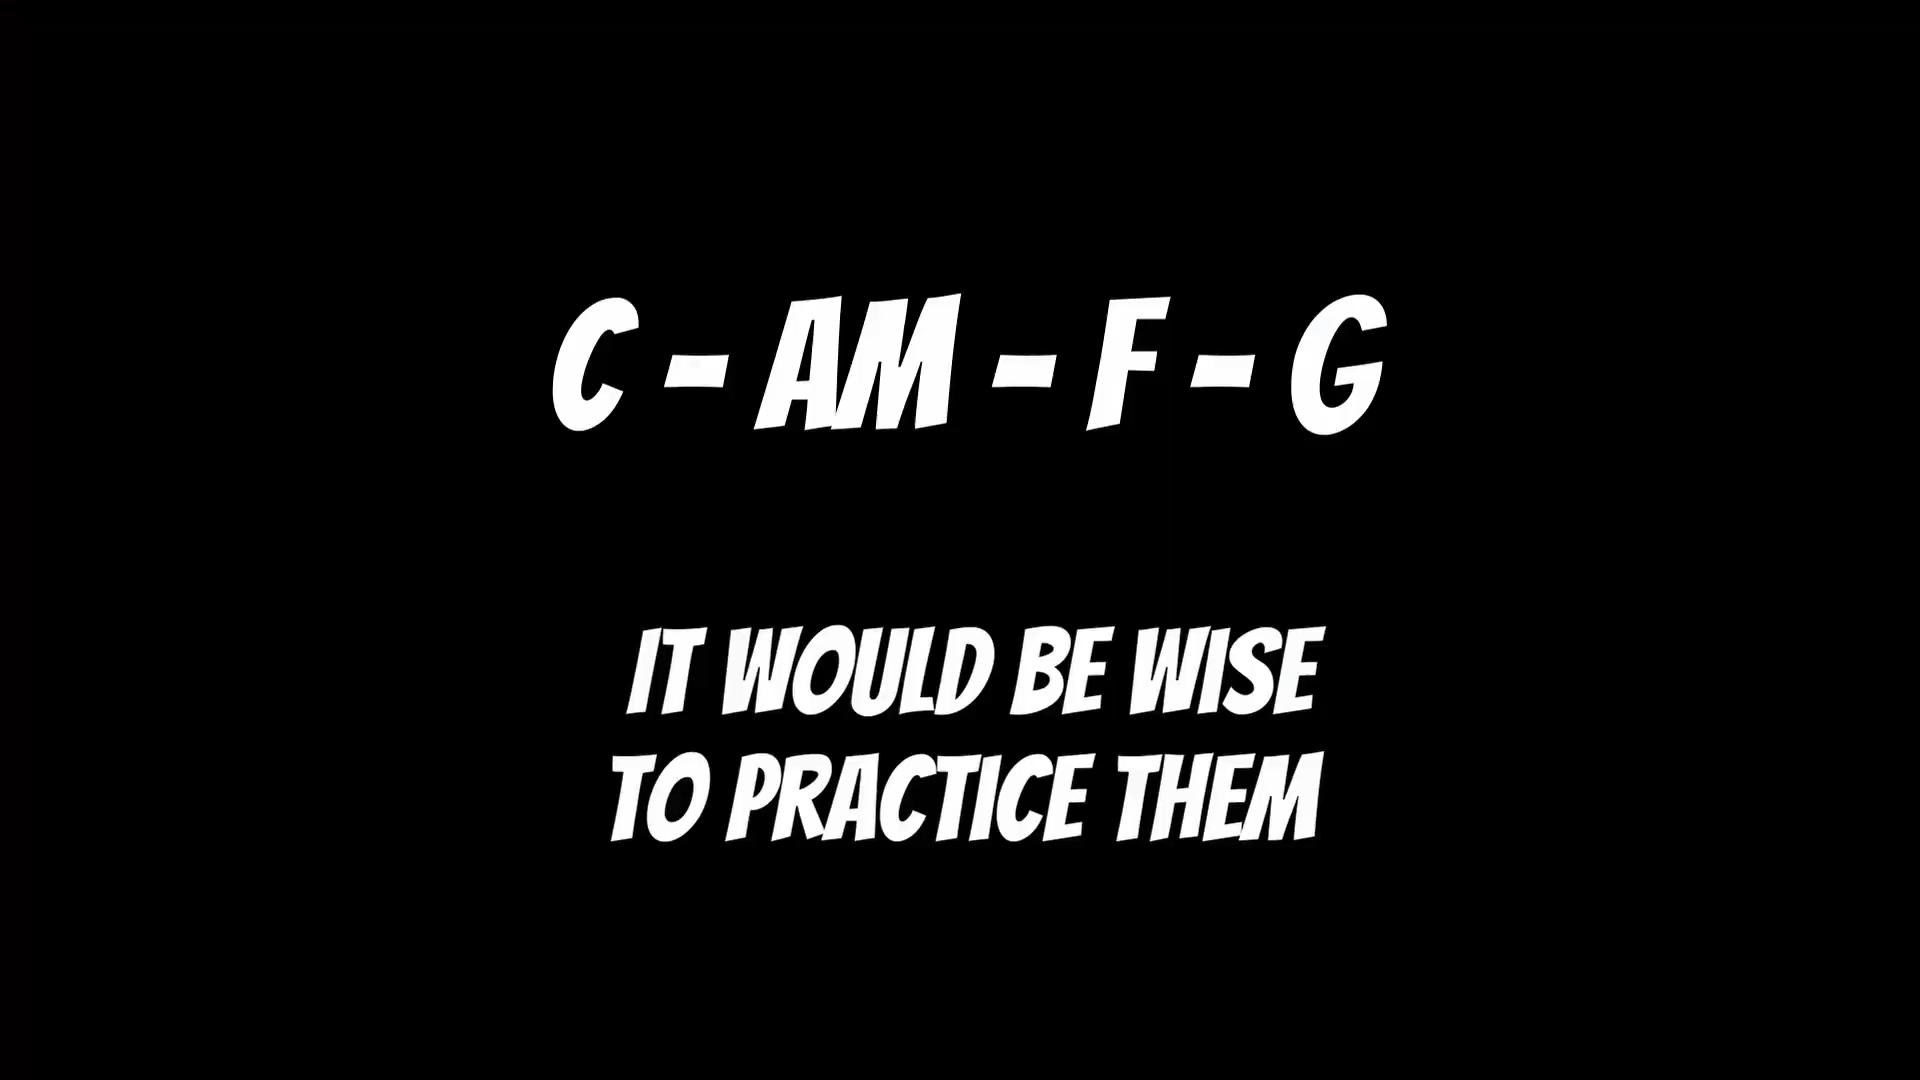 C - AM - F - G
IT WOULD BE WISE
TO PRACTICE THEM